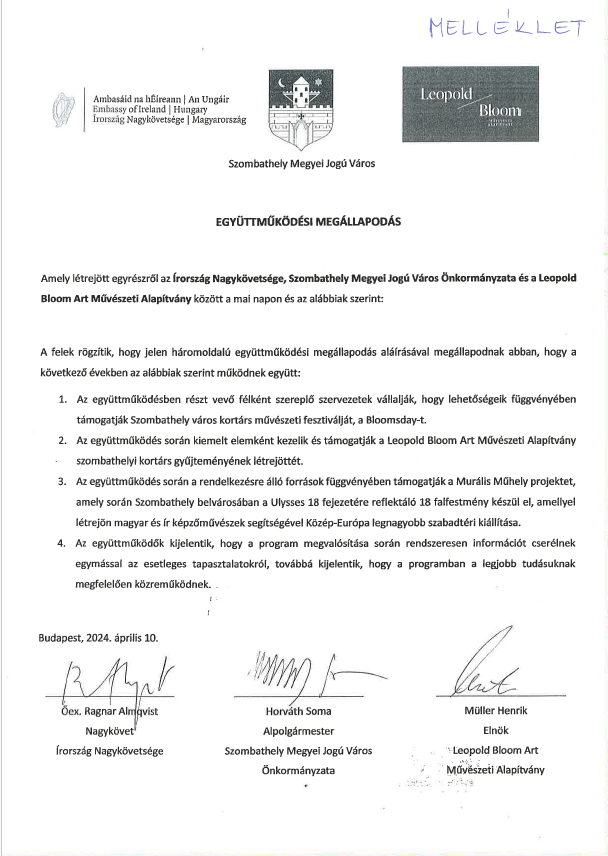 MELLÉKLET
Ambasáid na hÉireann | An Ungáir
Embassy of Ireland | Hungary
Írország Nagykövetsége | Magyarország
Leopold
Bloom
Szombathely Megyei Jogú Város
EGYÜTTMŰKÖDÉSI MEGÁLLAPODÁS
Amely létrejött egyrészről az Írország Nagykövetsége, Szombathely Megyei Jogú Város Önkormányzata és a Leopold
Bloom Art Művészeti Alapítvány között a mai napon és az alábbiak szerint:
A felek rögzítik, hogy jelen háromoldalú együttműködési megállapodás aláírásával megállapodnak abban, hogy a
következő években az alábbiak szerint működnek együtt:
1. Az együttműködésben részt vevő félként szereplő szervezetek vállalják, hogy lehetőségeik függvényében
támogatják Szombathely város kortárs művészeti fesztiválját, a Bloomsday-t.
2. Az együttműködés során kiemelt elemként kezelik és támogatják a Leopold Bloom Art Művészeti Alapítvány
szombathelyi kortárs gyűjteményének létrejöttét.
3. Az együttműködés során a rendelkezésre álló források függvényében támogatják a Murális Műhely projektet,
amely során Szombathely belvárosában a Ulysses 18 fejezetére reflektáló 18 falfestmény készül el, amellyel
létrejön magyar és ír képzőművészek segítségével Közép-Európa legnagyobb szabadtéri kiállítása.
4. Az együttműködők kijelentik, hogy a program megvalósítása során rendszeresen információt cserélnek
egymással az esetleges tapasztalatokról, továbbá kijelentik, hogy a programban a legjobb tudásuknak
megfelelően közreműködnek.
Budapest, 2024. április 10.
Őex. Ragnar Almqvist
Nagykövet
Írország Nagykövetsége
Horváth Soma
Alpolgármester
Szombathely Megyei Jogú Város
Önkormányzata
Müller Henrik
Elnök
Leopold Bloom Art
Művészeti Alapítvány